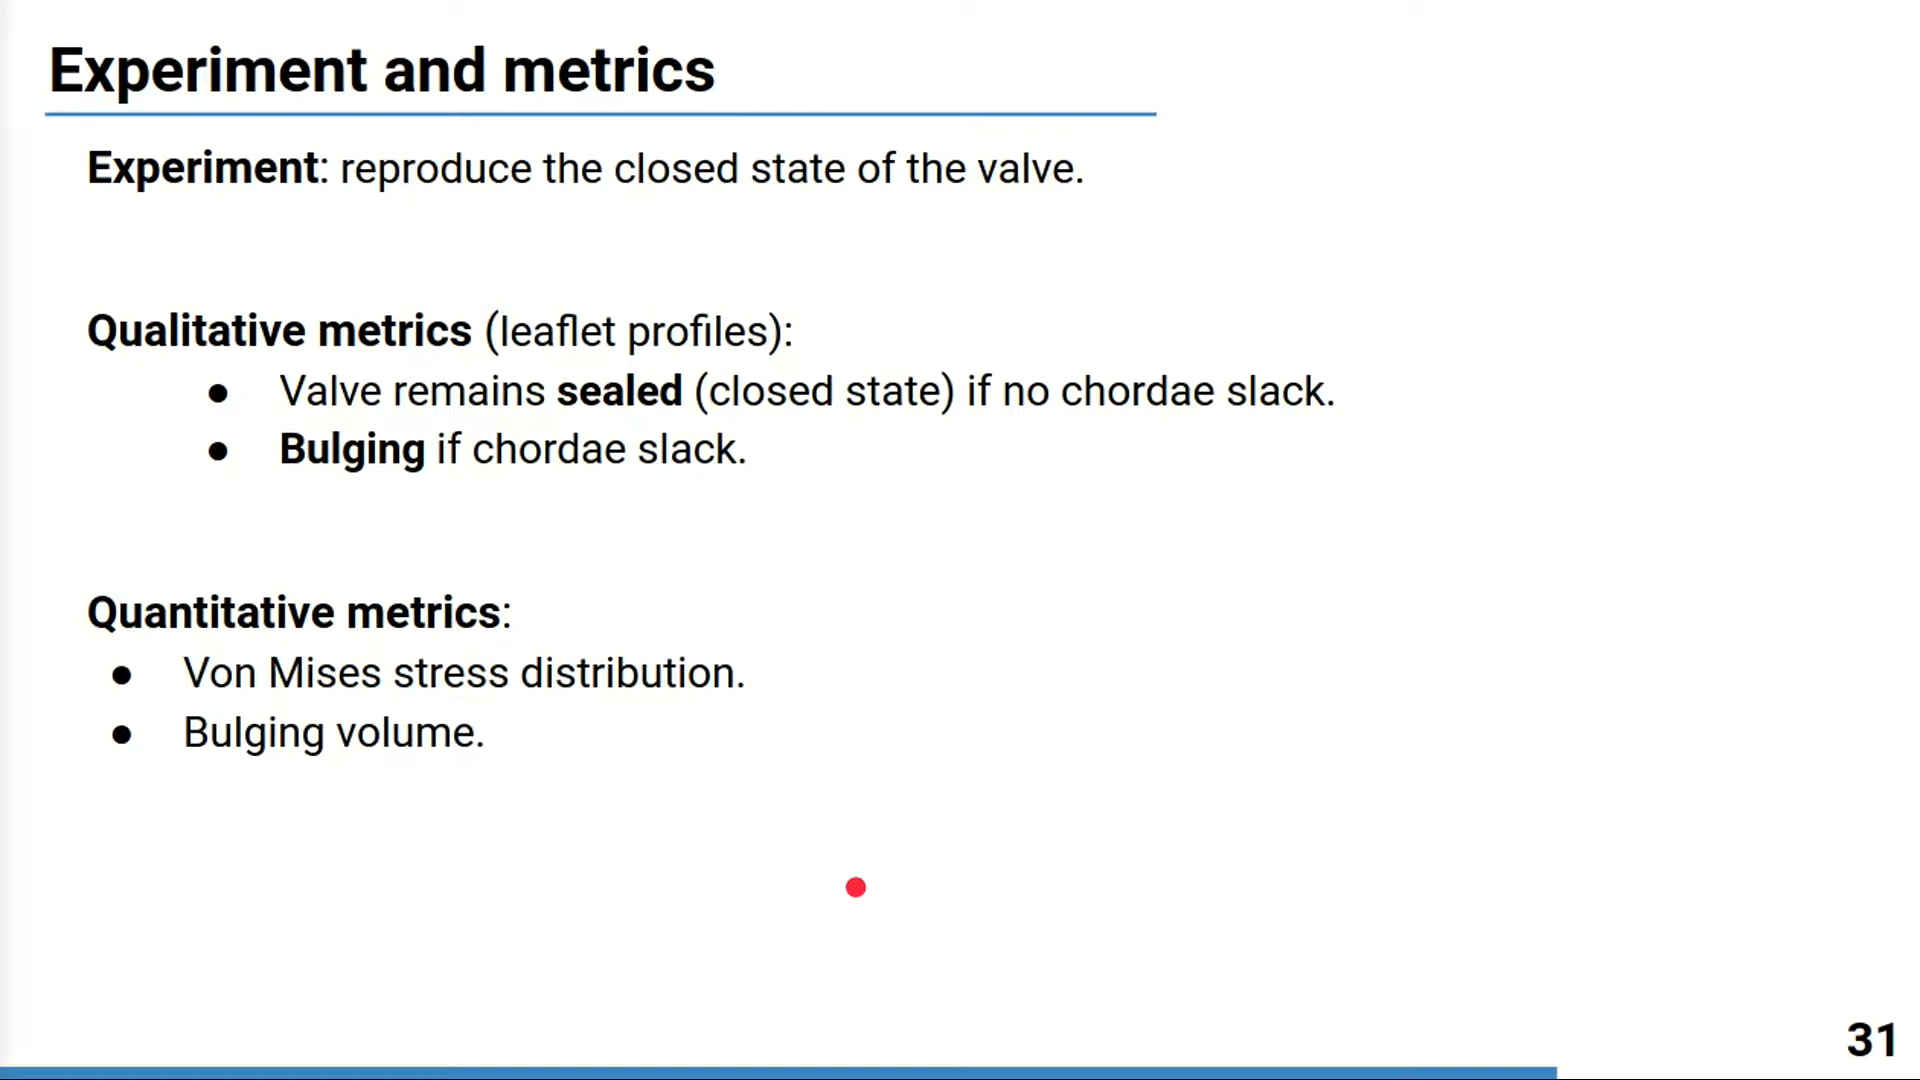 Experiment and metrics
Experiment: reproduce the closed state of the valve.
Qualitative metrics (leaflet profiles):
● Valve remains sealed (closed state) if no chordae slack.
● Bulging if chordae slack.
Quantitative metrics:
● Von Mises stress distribution.
● Bulging volume.
31